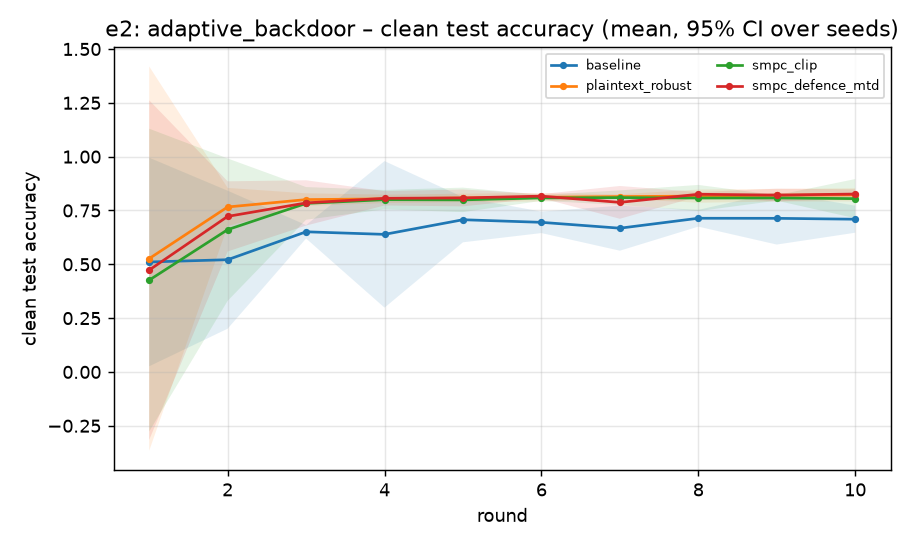 e2: adaptive_backdoor – clean test accuracy (mean, 95% CI over seeds)
baseline
plaintext_robust
smpc_clip
smpc_defence_mtd
clean test accuracy
1.50
1.25
1.00
0.75
0.50
0.25
0.00
−0.25
2
4
6
8
10
round